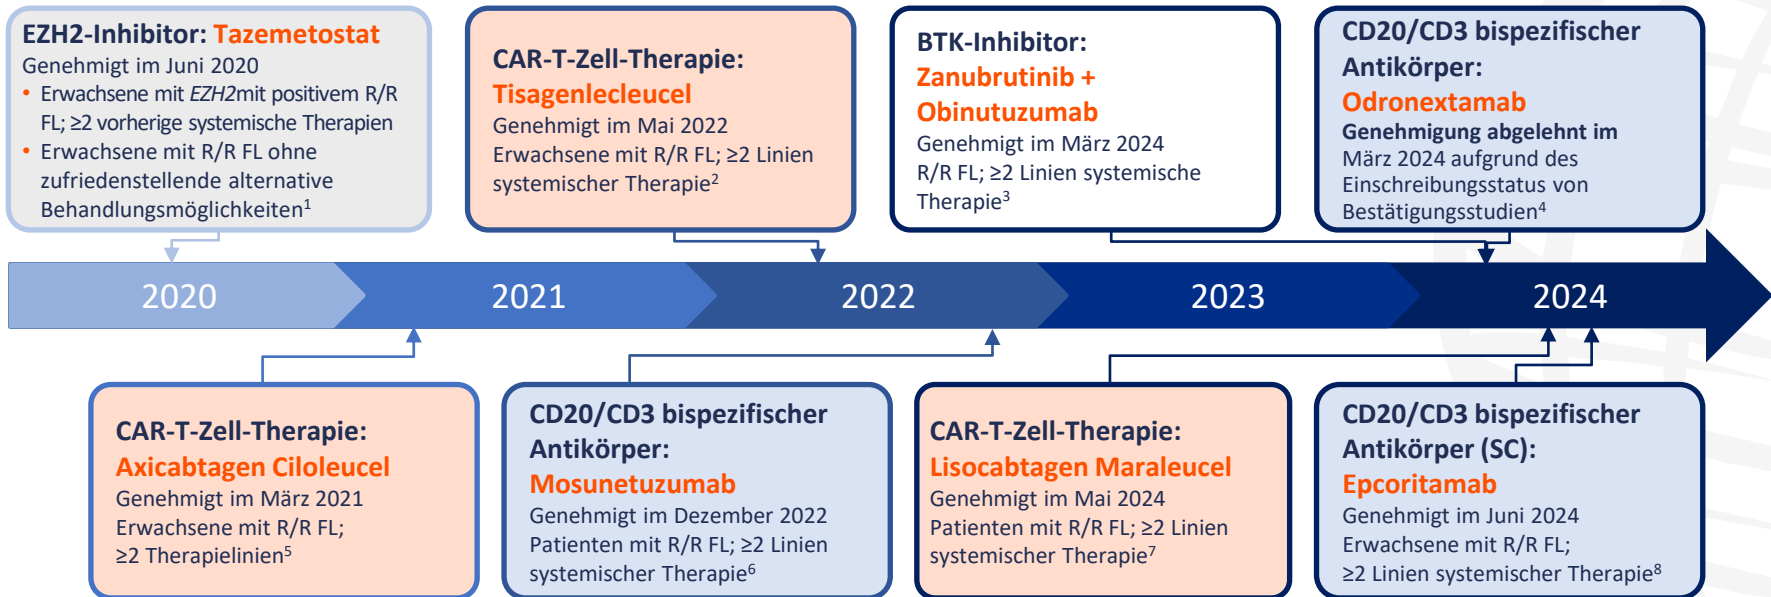 EZH2-Inhibitor: Tazemetostat
Genehmigt im Juni 2020
• Erwachsene mit EZH2mit positivem R/R
FL; ≥2 vorherige systemische Therapien
• Erwachsene mit R/R FL ohne
zufriedenstellende alternative
Behandlungsmöglichkeiten1
CAR-T-Zell-Therapie:
Tisagenlecleucel
Genehmigt im Mai 2022
Erwachsene mit R/R FL; ≥2 Linien
systemischer Therapie2
BTK-Inhibitor:
Zanubrutinib +
Obinutuzumab
Genehmigt im März 2024
R/R FL; ≥2 Linien systemische
Therapie3
CD20/CD3 bispezifischer
Antikörper:
Odronextamab
Genehmigung abgelehnt im
März 2024 aufgrund des
Einschreibungsstatus von
Bestätigungsstudien4
2020
2021
2022
2023
2024
CAR-T-Zell-Therapie:
Axicabtagen Ciloleucel
Genehmigt im März 2021
Erwachsene mit R/R FL;
≥2 Therapielinien5
CD20/CD3 bispezifischer
Antikörper:
Mosunetuzumab
Genehmigt im Dezember 2022
Patienten mit R/R FL; ≥2 Linien
systemischer Therapie6
CAR-T-Zell-Therapie:
Lisocabtagen Maraleucel
Genehmigt im Mai 2024
Patienten mit R/R FL; ≥2 Linien
systemischer Therapie7
CD20/CD3 bispezifischer
Antikörper (SC):
Epcoritamab
Genehmigt im Juni 2024
Erwachsene mit R/R FL;
≥2 Linien systemischer Therapie8